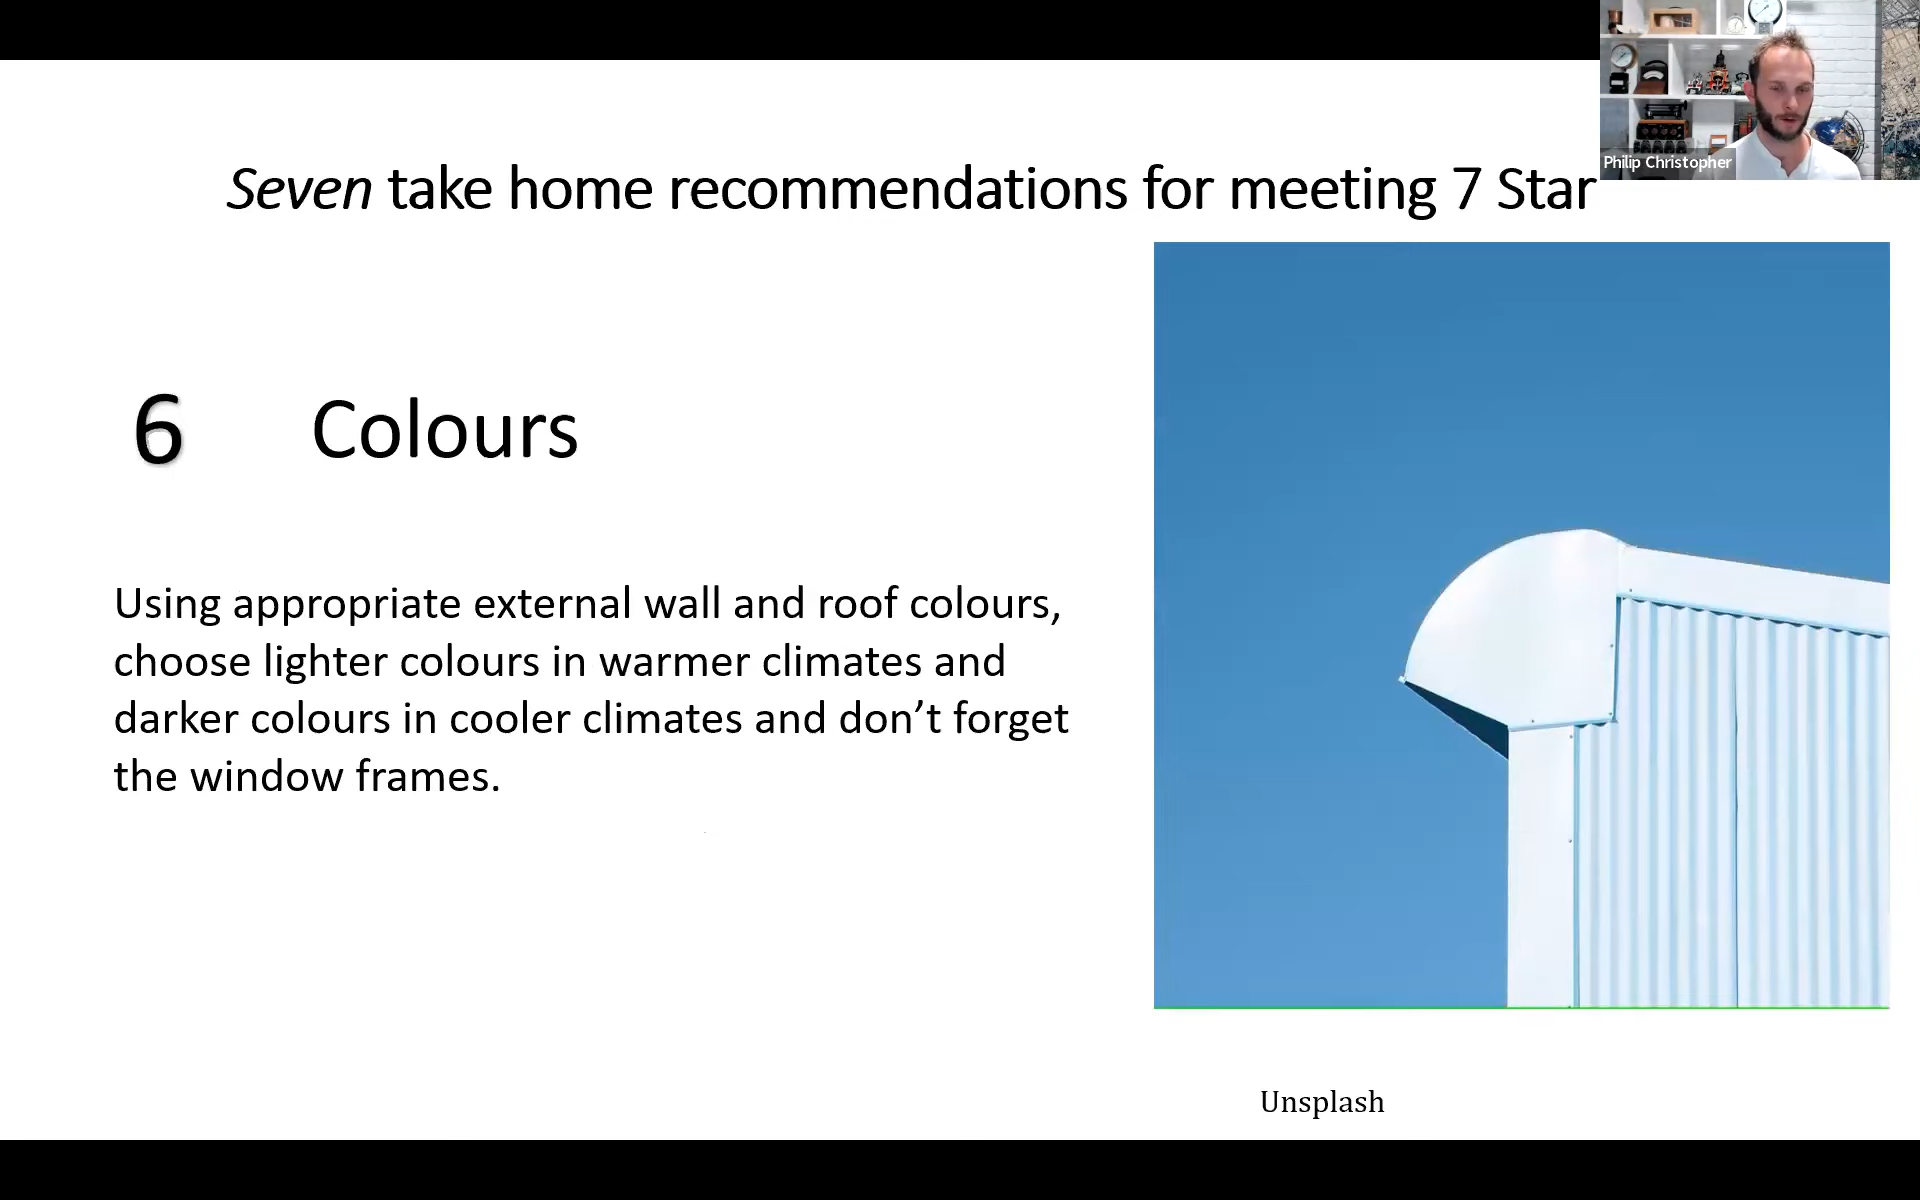 Philip Christopher
Seven take home recommendations for meeting 7 Star
6 Colours
Using appropriate external wall and roof colours,
choose lighter colours in warmer climates and
darker colours in cooler climates and don’t forget
the window frames.
Unsplash